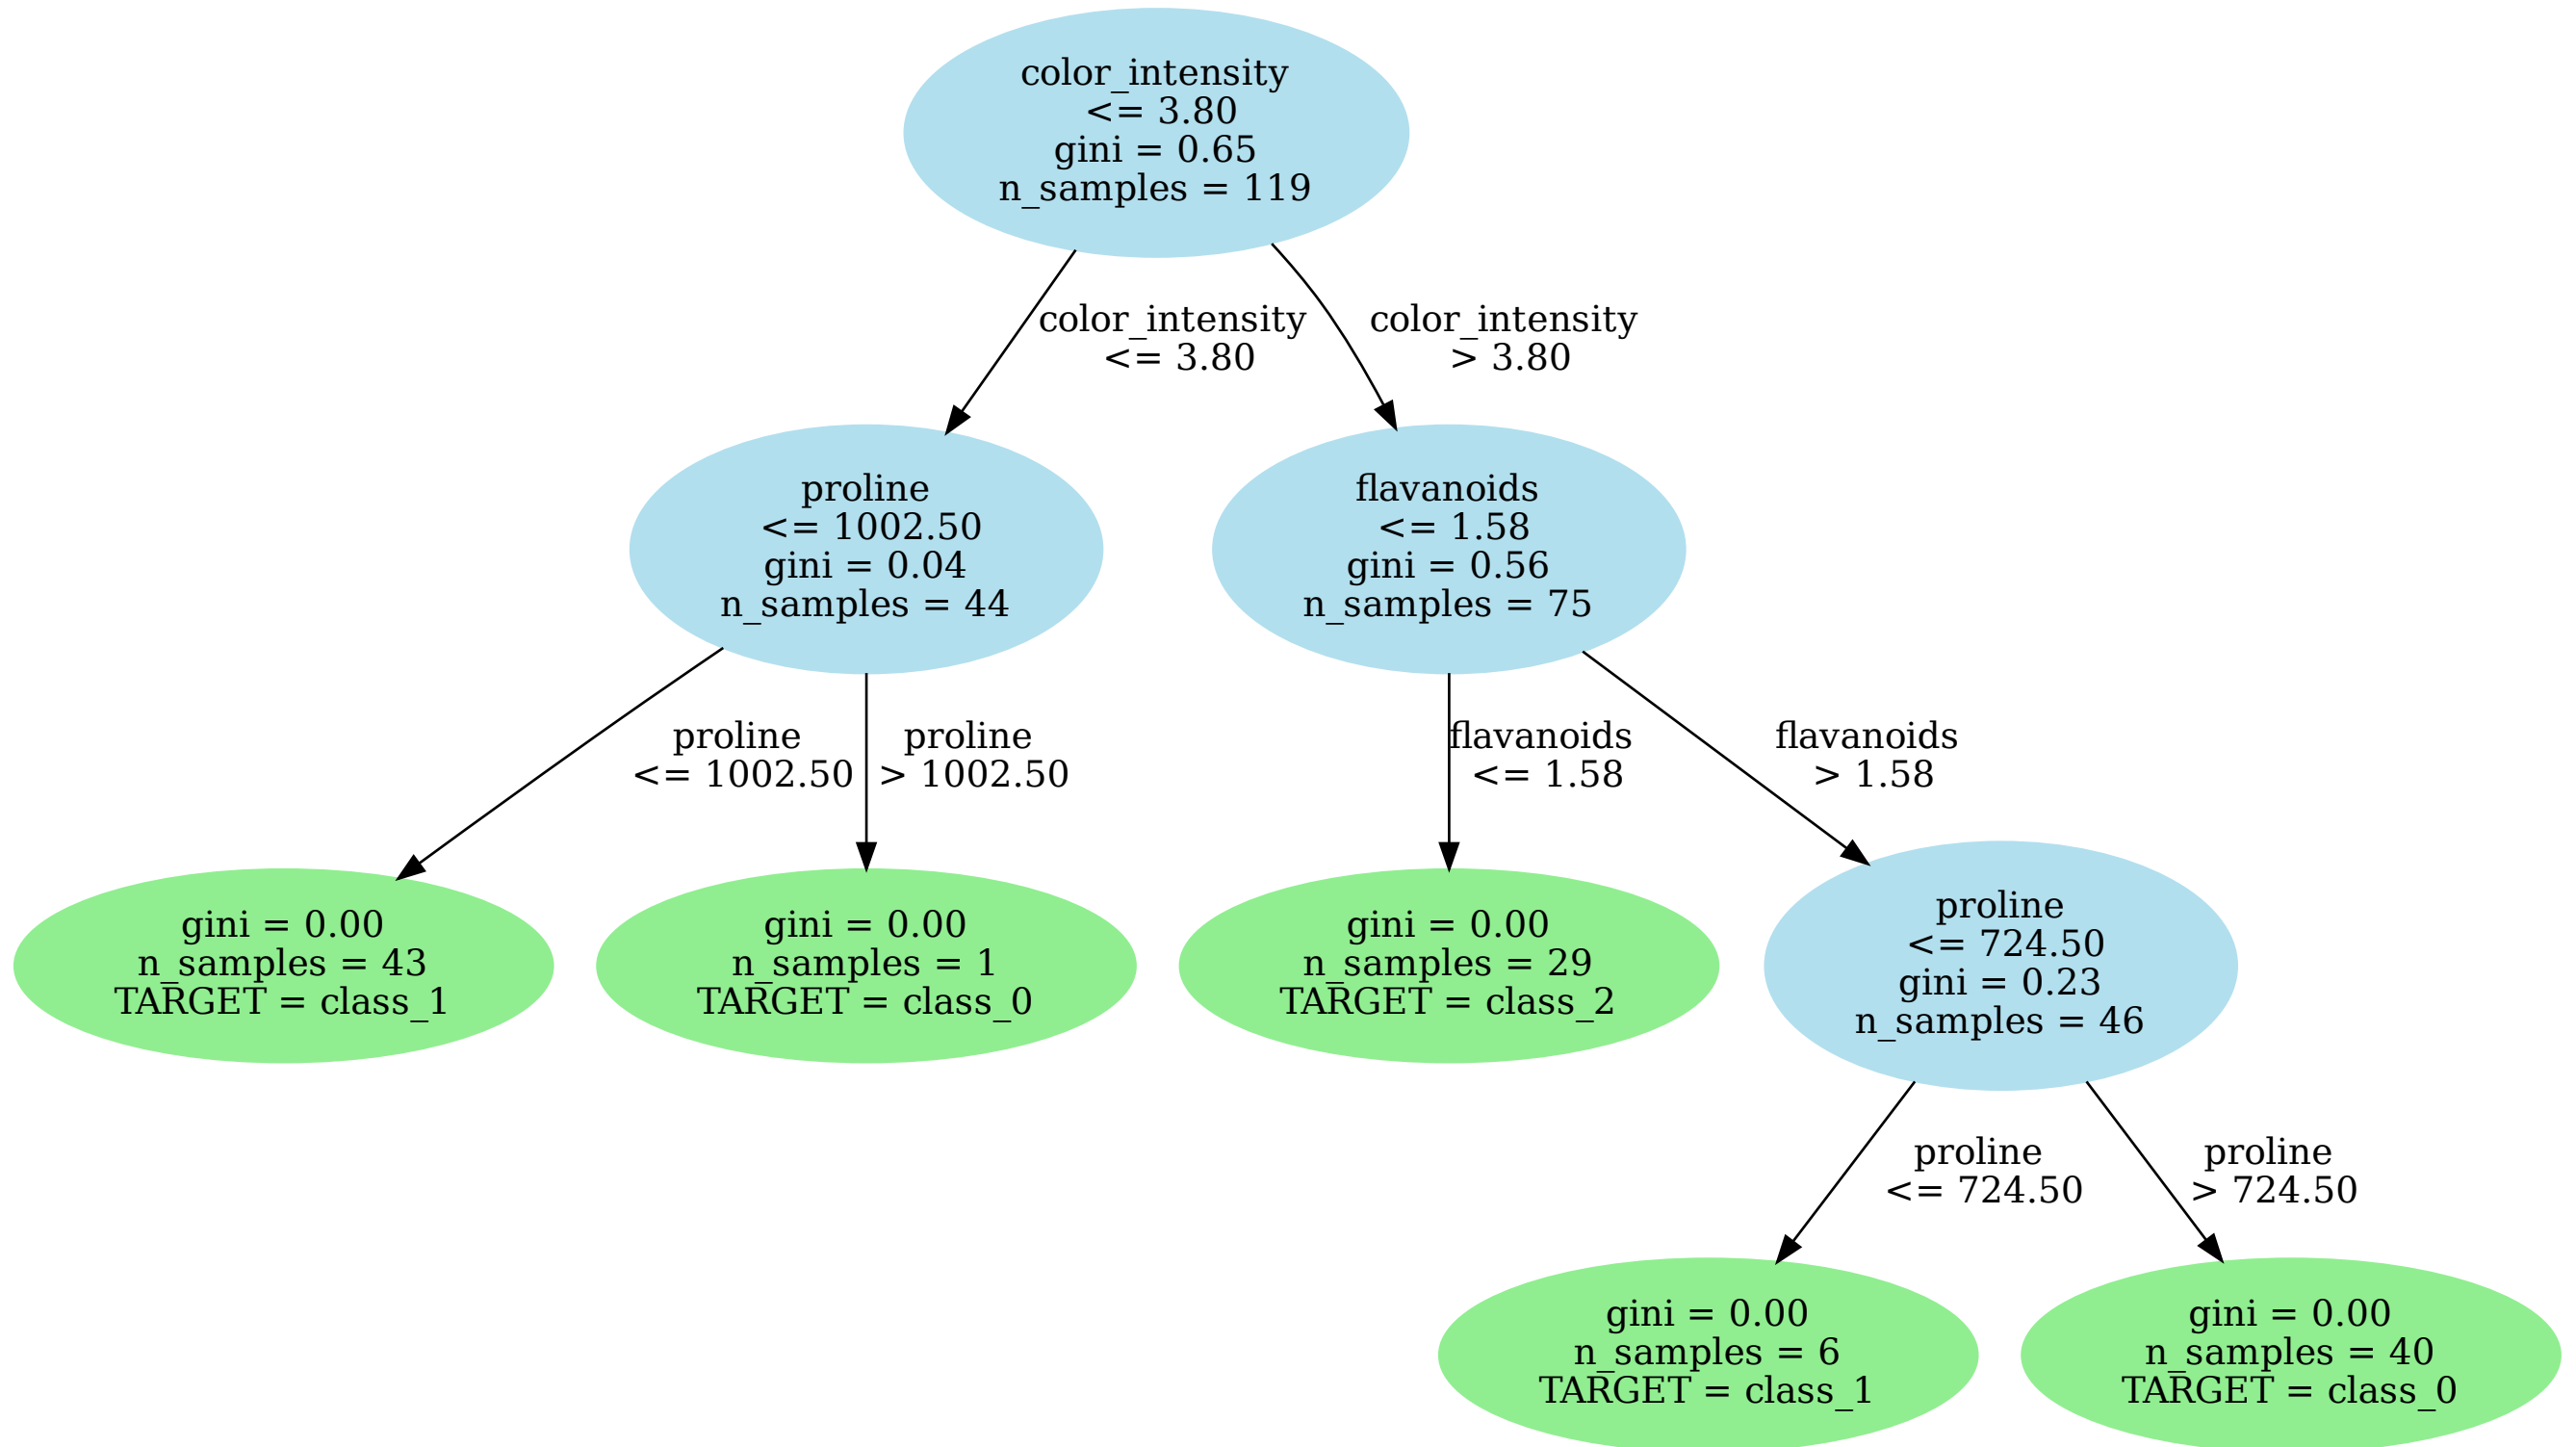 color_intensity
<= 3.80
gini = 0.65
n_samples = 119
color_intensity
<= 3.80
color_intensity
> 3.80
proline
<= 1002.50
gini = 0.04
n_samples = 44
flavanoids
<= 1.58
gini = 0.56
n_samples = 75
proline
<= 1002.50
proline
> 1002.50
flavanoids
<= 1.58
flavanoids
> 1.58
gini = 0.00
n_samples = 43
TARGET = class_1
gini = 0.00
n_samples = 1
TARGET = class_0
gini = 0.00
n_samples = 29
TARGET = class_2
proline
<= 724.50
gini = 0.23
n_samples = 46
proline
<= 724.50
proline
> 724.50
gini = 0.00
n_samples = 6
TARGET = class_1
gini = 0.00
n_samples = 40
TARGET = class_0